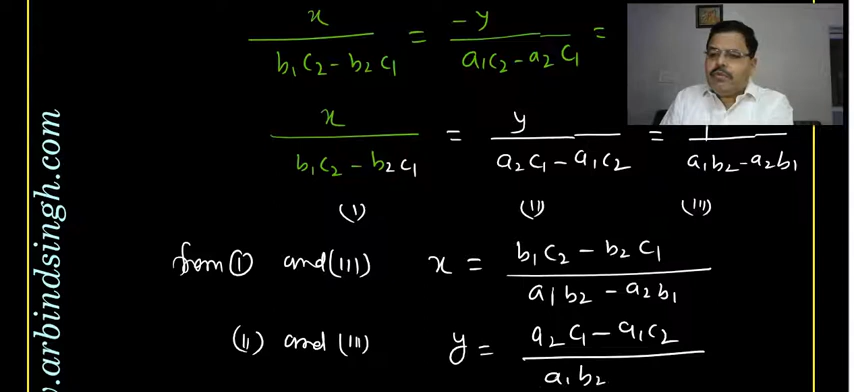 x / b₁c₂ - b₂c₁ = -y / a₁c₂ - a₂c₁ =
x / b₁c₂ - b₂c₁ = y / a₂c₁ - a₁c₂ = 1 / a₁b₂ - a₂b₁
(I) (II) (III)
from (I) and (III) x = b₁c₂ - b₂c₁ / a₁b₂ - a₂b₁
(II) and (III) y = a₂c₁ - a₁c₂ / a₁b₂
w.arbindsingh.com